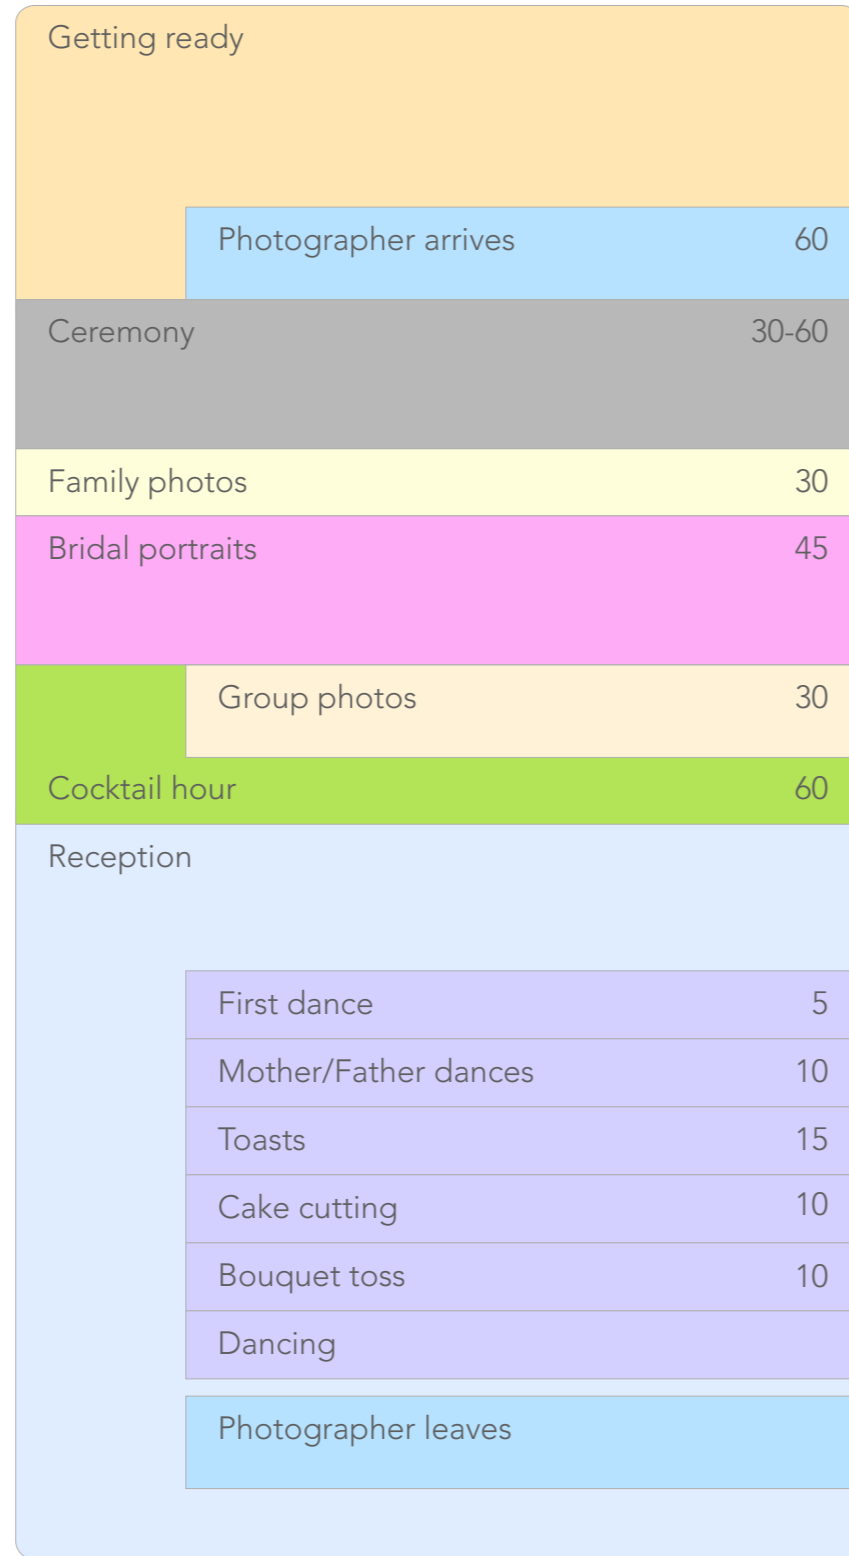 Getting ready
Photographer arrives 60
Ceremony 30-60
Family photos 30
Bridal portraits 45
Group photos 30
Cocktail hour 60
Reception
First dance 5
Mother/Father dances 10
Toasts 15
Cake cutting 10
Bouquet toss 10
Dancing
Photographer leaves